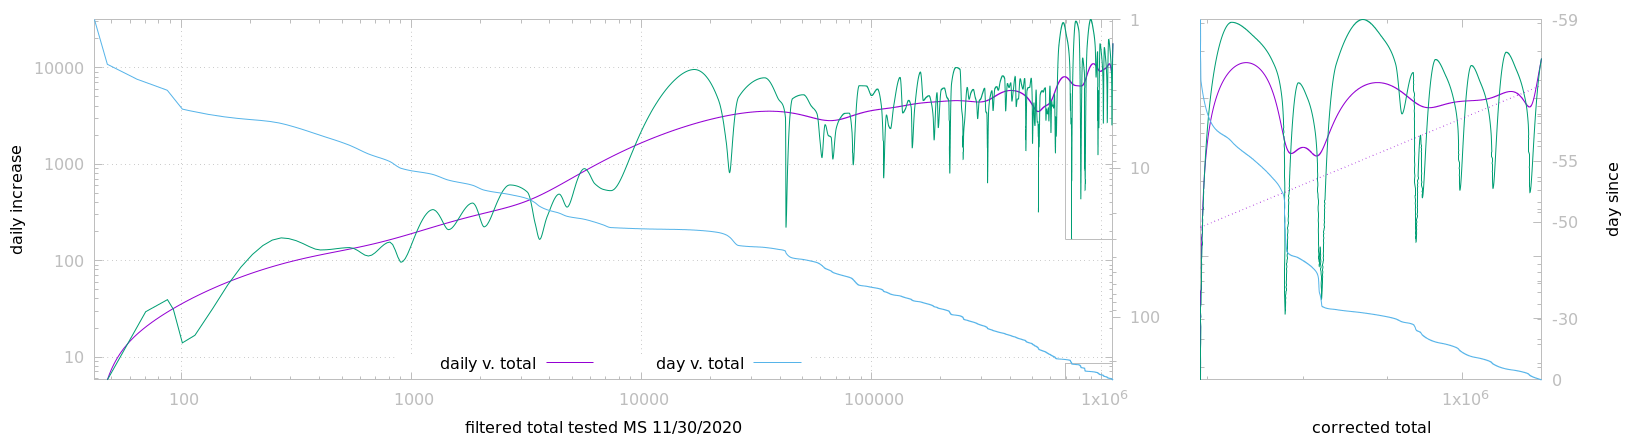 daily increase
10000
1000
100
10
1
10
100
daily v. total
day v. total
100
1000
10000
100000
1x10^6
filtered total tested MS 11/30/2020
-59
-55
-50
-30
0
day since
1x10^6
corrected total